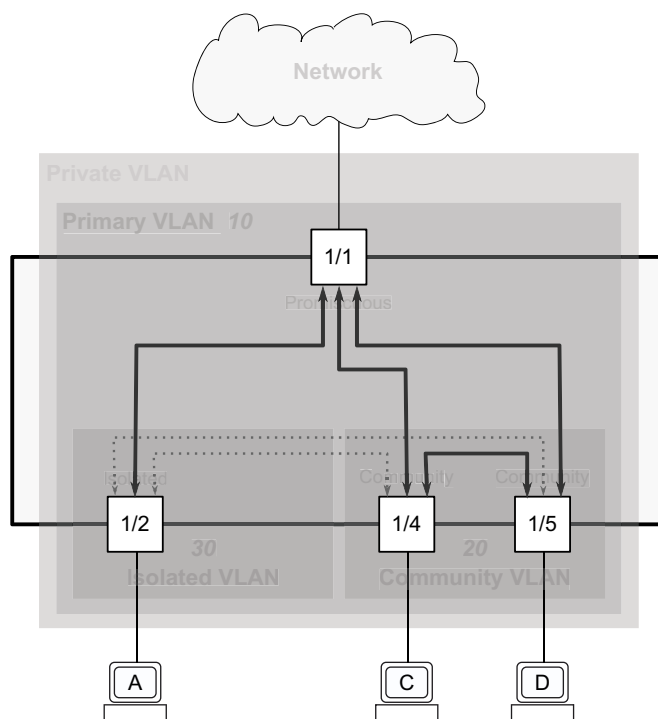 Network
Private VLAN
Primary VLAN 10
1/1
Promiscuous
Isolated
Community
Community
1/2
1/4
1/5
30
20
Isolated VLAN
Community VLAN
A
C
D